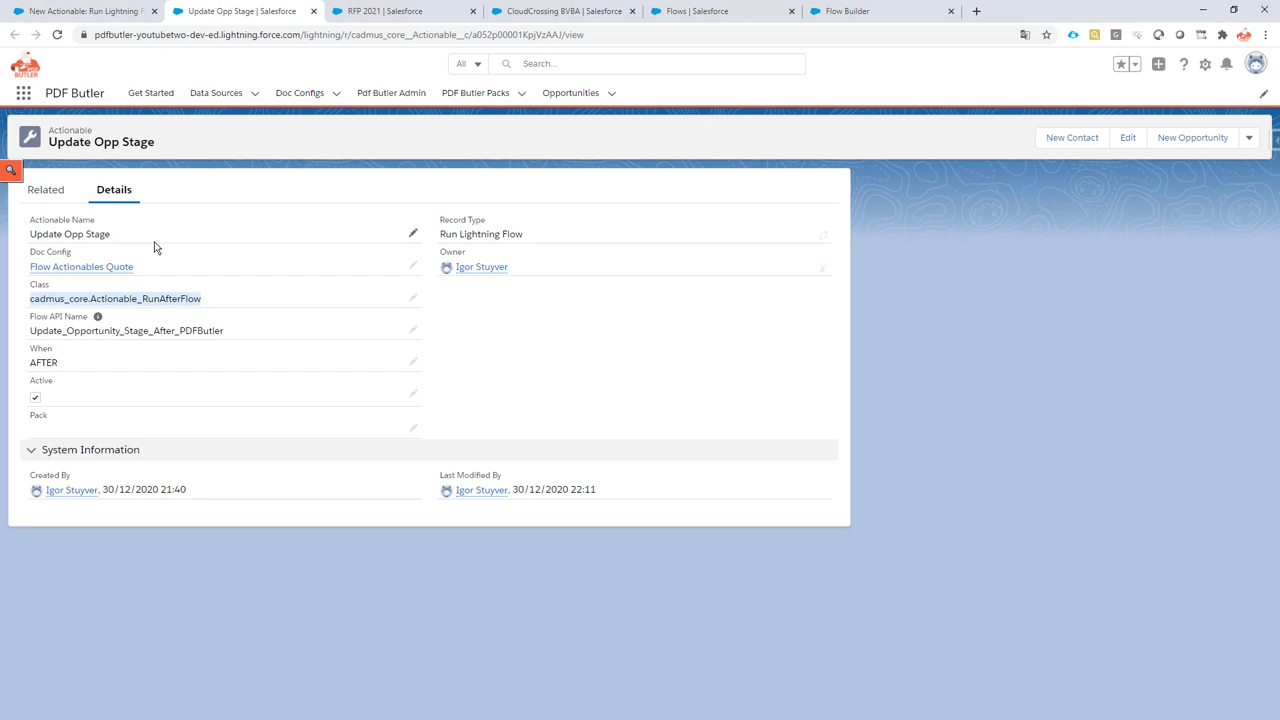 New Actionable: Run Lightning F
Update Opp Stage | Salesforce
RFP 2021 | Salesforce
CloudCrossing BVBA | Salesforce
Flows | Salesforce
Flow Builder
pdfbutler-youtubetwo-dev-ed.lightning.force.com/lightning/r/cadmus_core__Actionable__c/a052p00001KpjVzAAJ/view
All
Search...
BUTLER
PDF Butler
Get Started
Data Sources
Doc Configs
Pdf Butler Admin
PDF Butler Packs
Opportunities
Actionable
Update Opp Stage
New Contact
Edit
New Opportunity
Related
Details
Actionable Name
Update Opp Stage
Record Type
Run Lightning Flow
Doc Config
Flow Actionables Quote
Owner
Igor Stuyver
Class
cadmus_core.Actionable_RunAfterFlow
Flow API Name
Update_Opportunity_Stage_After_PDFButler
When
AFTER
Active
Pack
System Information
Created By
Igor Stuyver, 30/12/2020 21:40
Last Modified By
Igor Stuyver, 30/12/2020 22:11